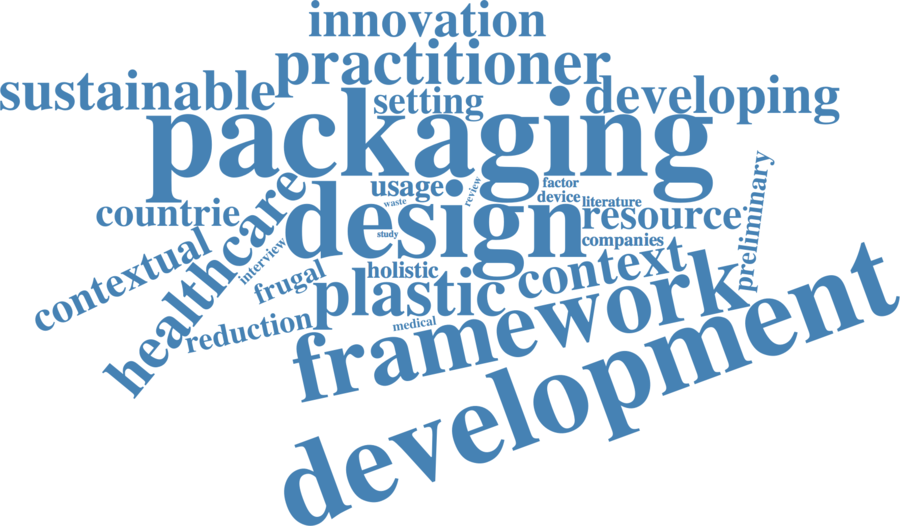 innovation
practitioner
sustainable
setting
developing
packaging
usage
review
factor
waste
device
literature
preliminary
countrie
healthcare
design
resource
study
companies
contextual
interview
frugal
holistic
context
plastic
reduction
medical
framework
development